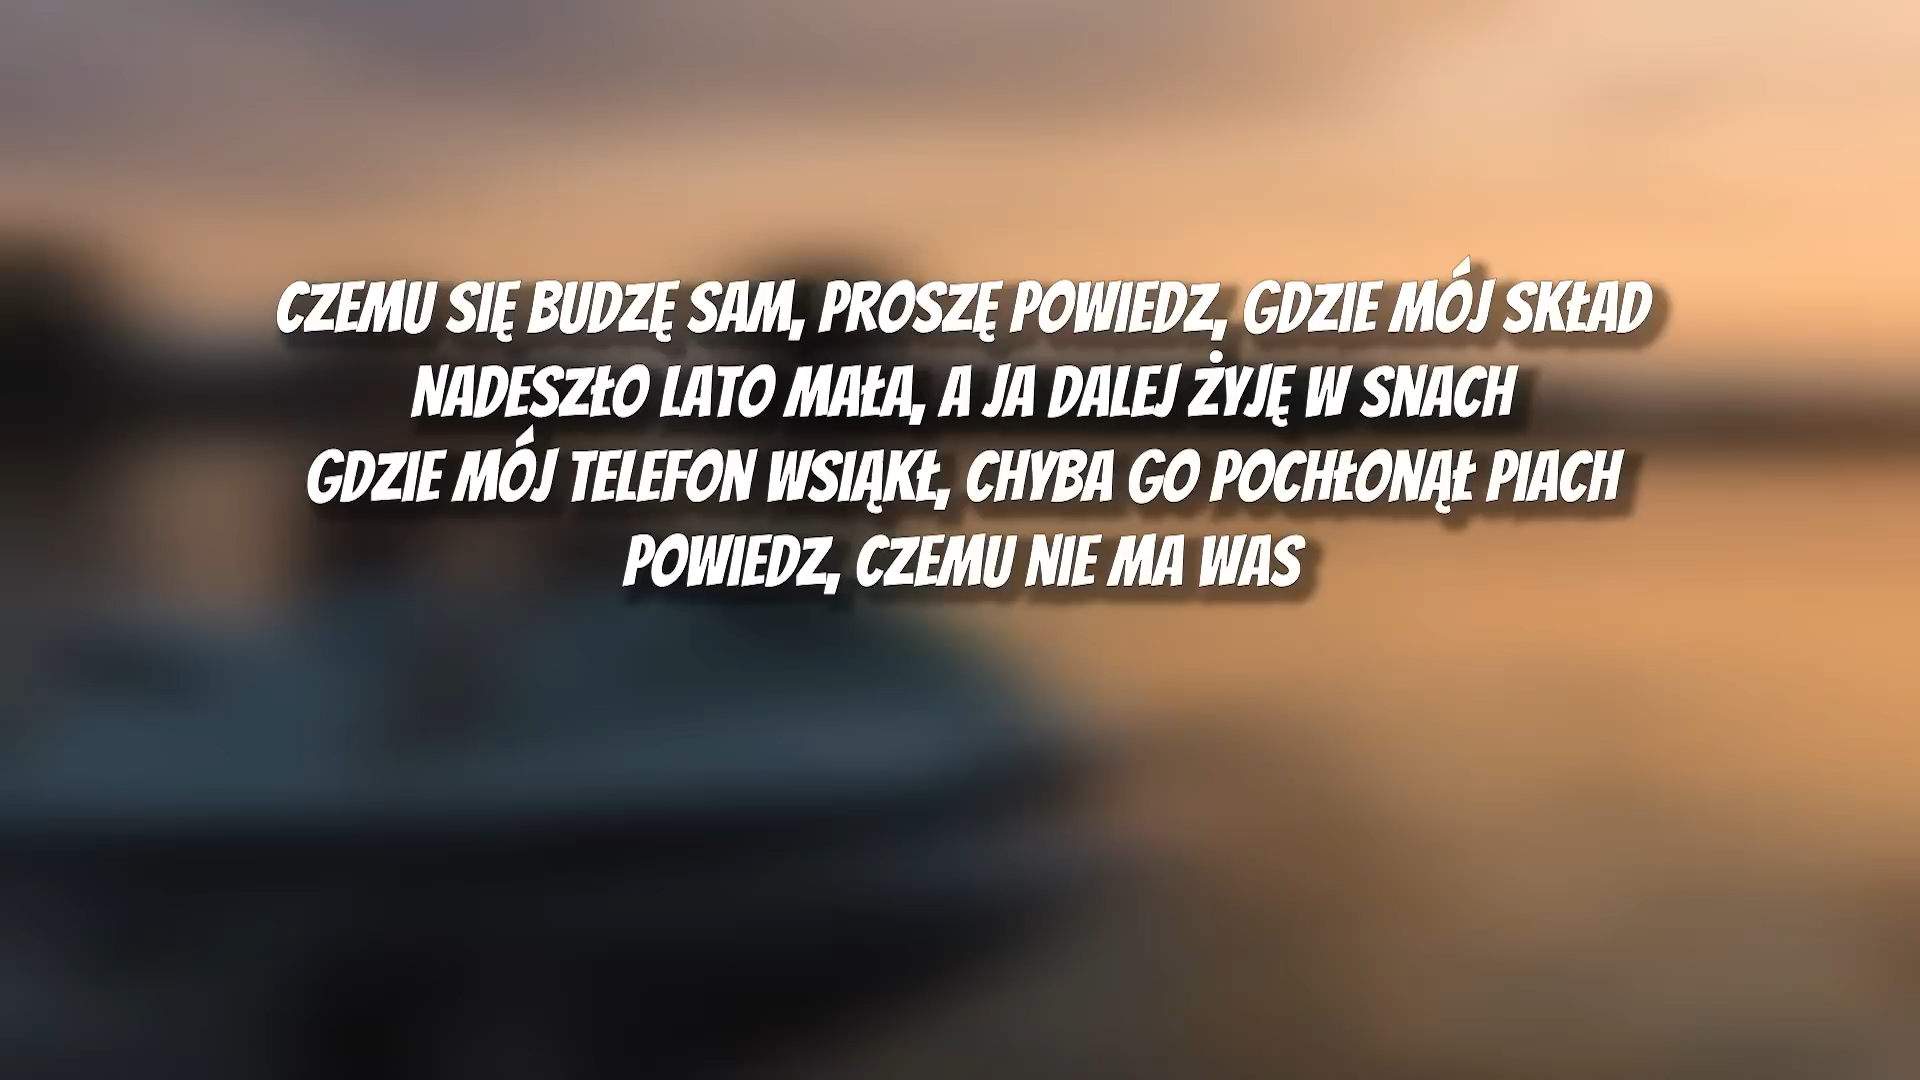 CZEMU SIĘ BUDZĘ SAM, PROSZĘ POWIEDZ, GDZIE MÓJ SKŁAD
NADESZŁO LATO MAŁA, A JA DALEJ ŻYJĘ W SNACH
GDZIE MÓJ TELEFON WSIĄKŁ, CHYBA GO POCHŁONĄŁ PIACH
POWIEDZ, CZEMU NIE MA WAS